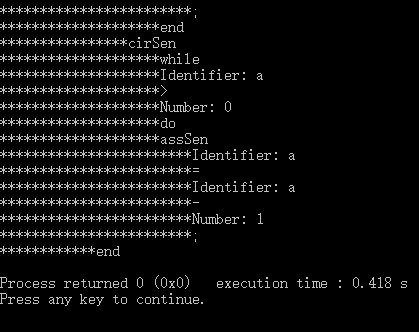 ************************;
********************end
****************cirSen
********************while
********************Identifier: a
********************>
********************Number: 0
********************do
********************assSen
************************Identifier: a
************************=
************************Identifier: a
************************-
************************Number: 1
************************;
************end
Process returned 0 (0x0)   execution time : 0.418 s
Press any key to continue.